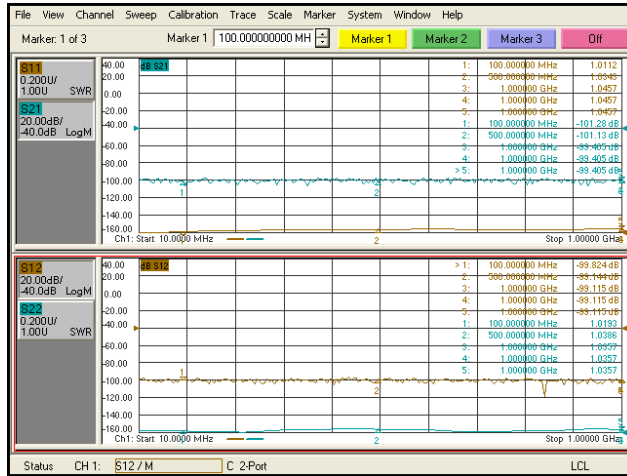 File View Channel Sweep Calibration Trace Scale Marker System Window Help
Marker: 1 of 3 Marker 1 100.000000000 MH Marker 1 Marker 2 Marker 3 Off
S11
0.200U/
1.00U SWR
S21
20.00dB/
-40.0dB LogM
40.00
20.00
0.00
-20.00
-40.00
-60.00
-80.00
-100.00
-160.00
dB S21
1: 100.000000 MHz 1.0112
2: 500.000000 MHz 1.0343
3: 1.000000 GHz 1.0457
4: 1.000000 GHz 1.0457
5: 1.000000 GHz 1.0457
1: 100.000000 MHz -101.28 dB
2: 500.000000 MHz -101.13 dB
3: 1.000000 GHz -99.405 dB
4: 1.000000 GHz -99.405 dB
> 5: 1.000000 GHz -99.405 dB
1
2
2
Ch1: Start 10.0000 MHz Stop 1.00000 GHz
S12
20.00dB/
-40.0dB LogM
S22
0.200U/
1.00U SWR
40.00
20.00
0.00
-20.00
-40.00
-60.00
-80.00
-100.00
-160.00
dB S12
> 1: 100.000000 MHz -99.824 dB
2: 500.000000 MHz -99.144 dB
3: 1.000000 GHz -99.115 dB
4: 1.000000 GHz -99.115 dB
5: 1.000000 GHz -99.115 dB
1: 100.000000 MHz 1.0193
2: 500.000000 MHz 1.0386
3: 1.000000 GHz 1.0357
4: 1.000000 GHz 1.0357
5: 1.000000 GHz 1.0357
1
2
2
Ch1: Start 10.0000 MHz Stop 1.00000 GHz
Status CH 1: S12 / M C 2-Port LCL